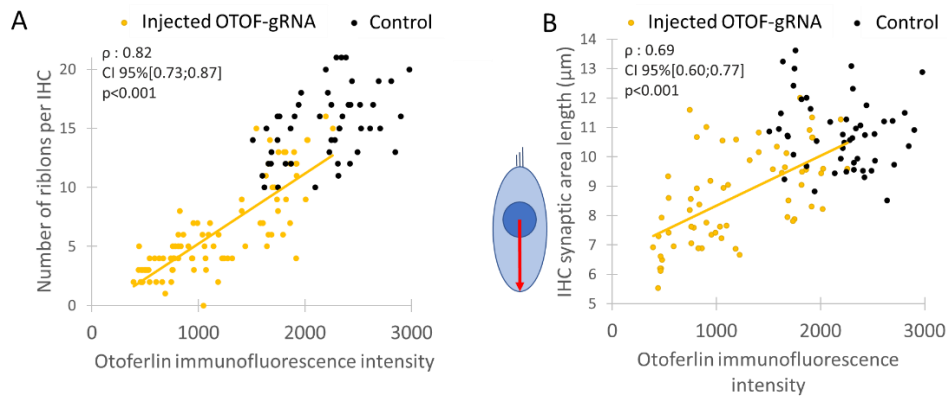 A
Injected OTOF-gRNA
Control
ρ : 0.82
CI 95%[0.73;0.87]
p<0.001
Number of riblons per IHC
20
15
10
5
0
0 1000 2000 3000
Otoferlin immunofluorescence intensity
B
Injected OTOF-gRNA
Control
ρ : 0.69
CI 95%[0.60;0.77]
p<0.001
IHC synaptic area length (µm)
14
13
12
11
10
9
8
7
6
5
0 1000 2000 3000
Otoferlin immunofluorescence
intensity